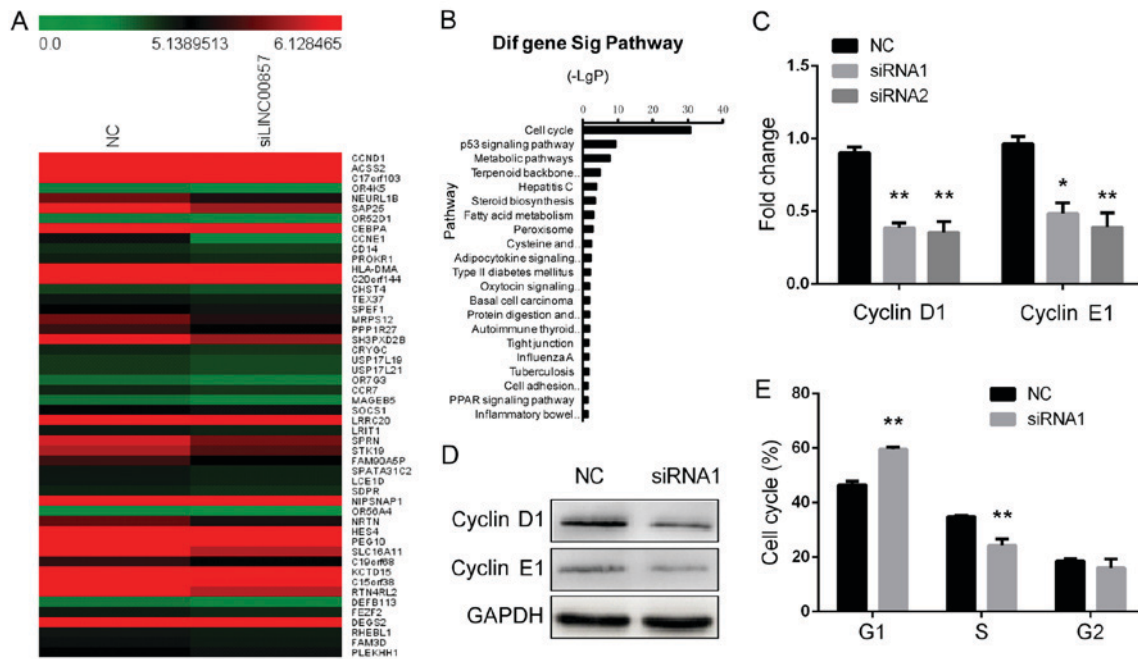 A
0.0 5.1389513 6.128465
NC
siLINC00857
CCND1
ACSS2
C17orf103
OR4K5
NEURL1B
SAP25
OR52D1
CEBPA
CCNE1
CD14
PROKR1
HLA-DMA
C20orf144
CHST4
TEX37
SPEF1
MRPS12
PPP1R27
SH3PXD2B
CRYGC
USP17L19
USP17L21
OR7G3
CCR7
MAGEB5
SOCS1
LRRC20
LRIT1
SPRN
STK19
FAM90A5P
SPATA31C2
LCE1D
SDPR
NIPSNAP1
OR56A4
NRTN
HES4
PEG10
SLC16A11
C19orf68
KCTD15
C15orf38
RTN4RL2
DEFB113
FEZF2
DEGS2
RHEBL1
FAM3D
PLEKHH1
B
Dif gene Sig Pathway
(-LgP)
0 10 20 30 40
Pathway
Cell cycle
p53 signaling pathway
Metabolic pathways
Terpenoid backbone..
Hepatitis C
Steroid biosynthesis
Fatty acid metabolism
Peroxisome
Cysteine and..
Adipocytokine signaling..
Type II diabetes mellitus
Oxytocin signaling..
Basal cell carcinoma
Protein digestion and..
Autoimmune thyroid..
Tight junction
Influenza A
Tuberculosis
Cell adhesion..
PPAR signaling pathway
Inflammatory bowel..
C
NC
siRNA1
siRNA2
Fold change
1.5
1.0
0.5
0.0
** ** * **
Cyclin D1 Cyclin E1
D
NC siRNA1
Cyclin D1
Cyclin E1
GAPDH
E
NC
siRNA1
Cell cycle (%)
80
60
40
20
0
** **
G1 S G2